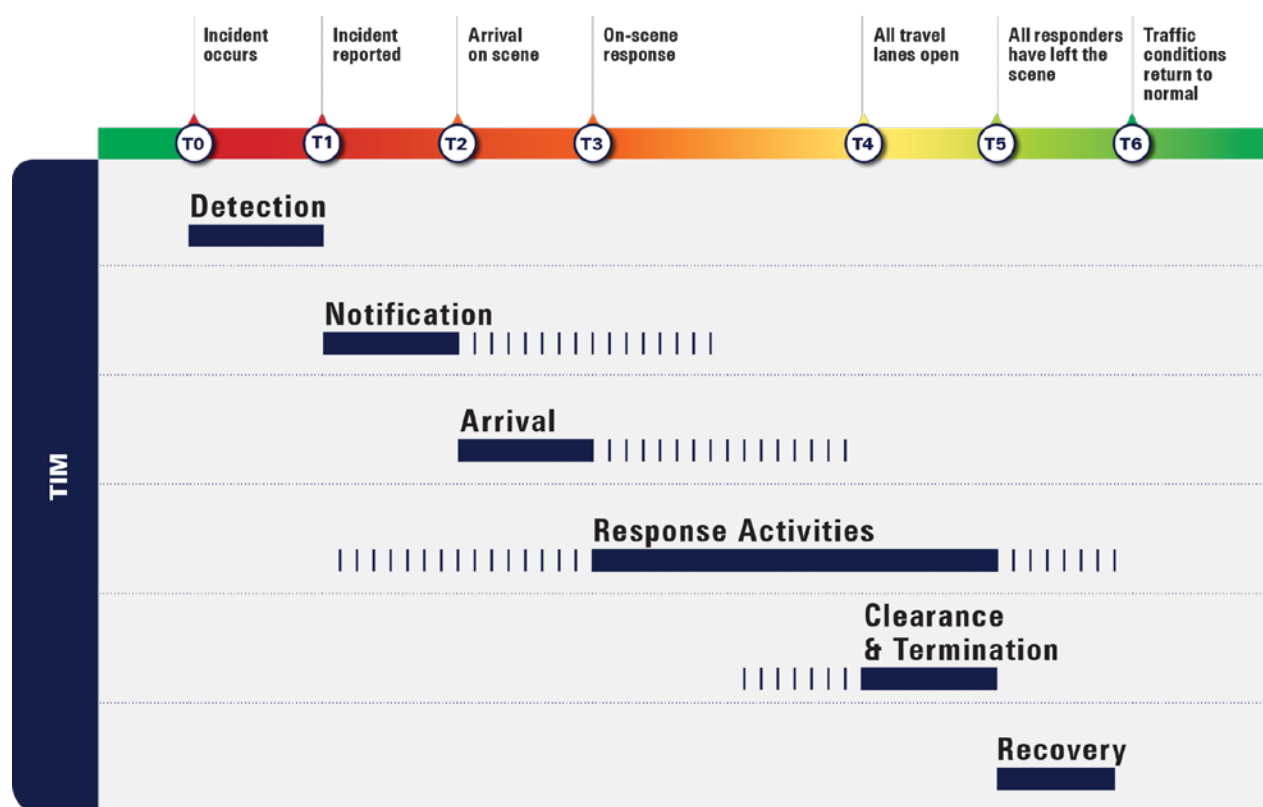 Incident
occurs
Incident
reported
Arrival
on scene
On-scene
response
All travel
lanes open
All responders
have left the
scene
Traffic
conditions
return to
normal
T0
T1
T2
T3
T4
T5
T6
TIM
Detection
Notification
Arrival
Response Activities
Clearance
& Termination
Recovery